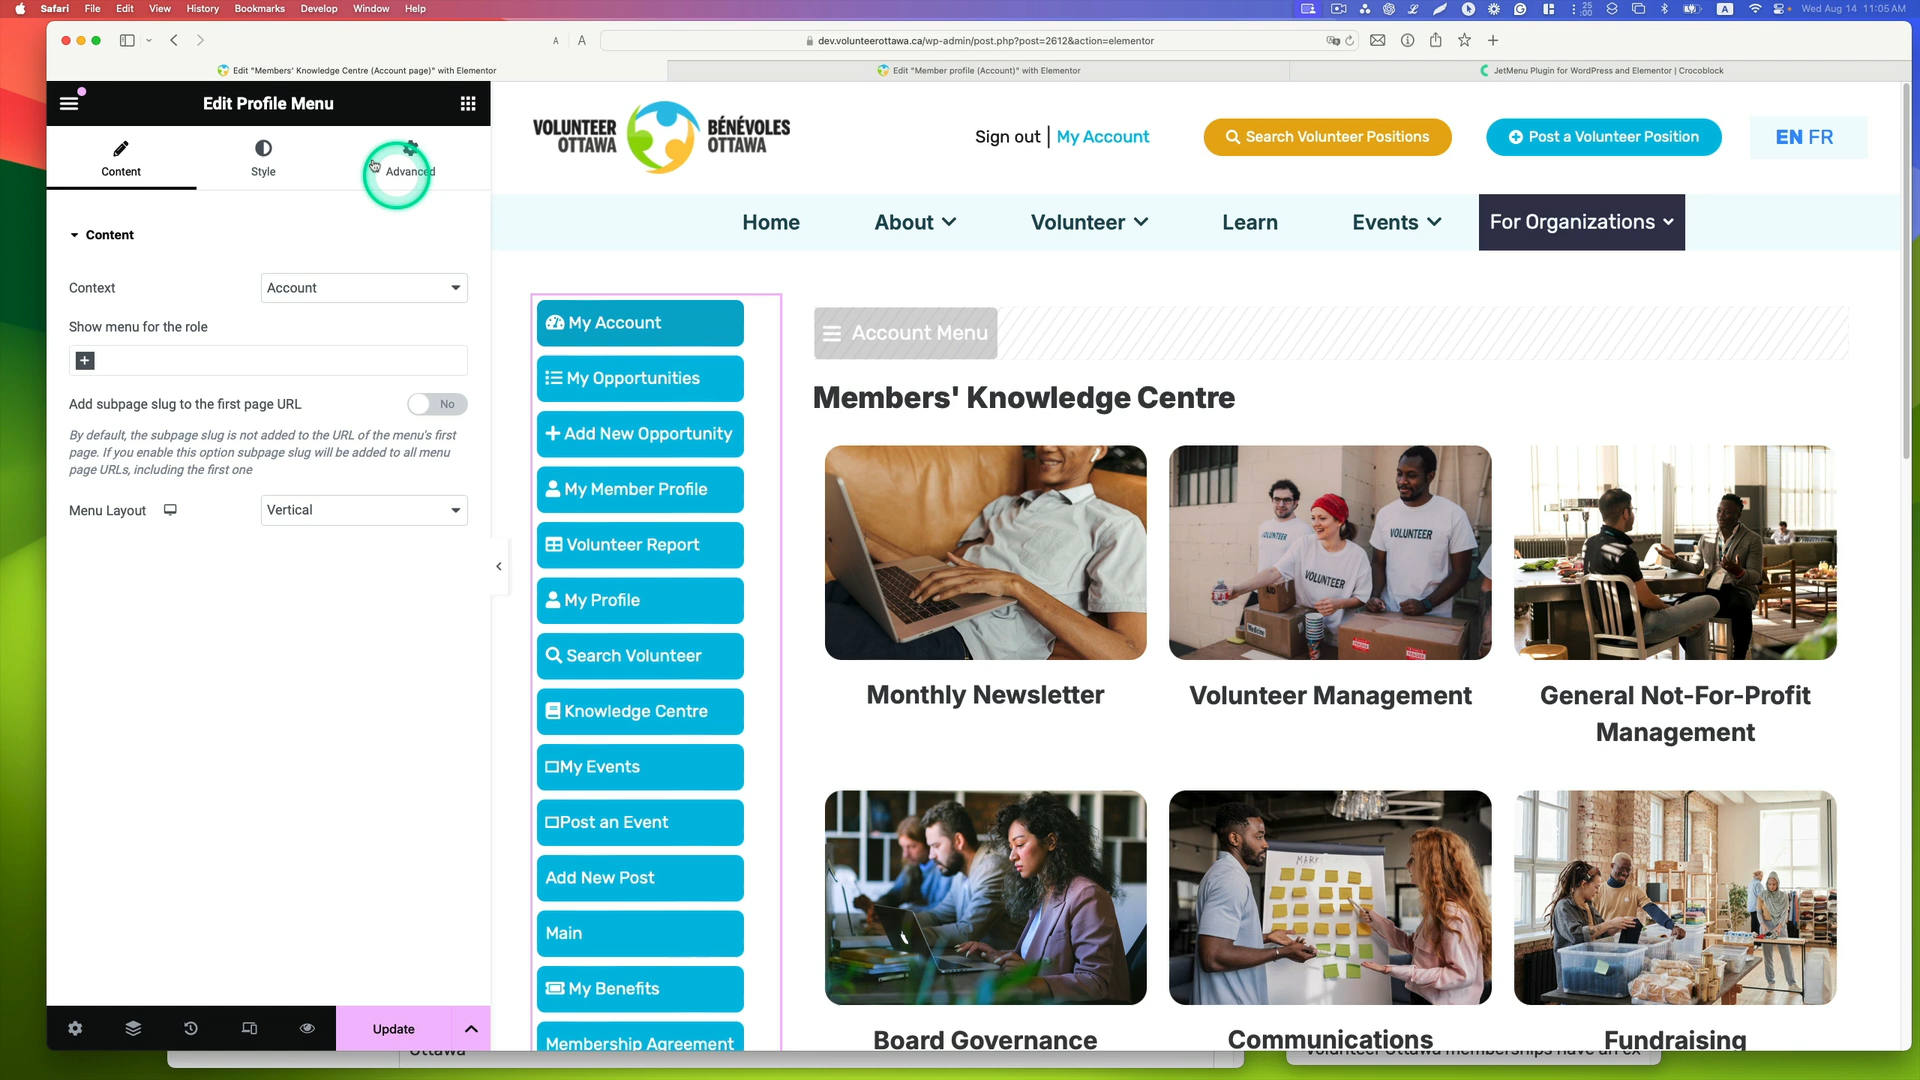 Safari File Edit View History Bookmarks Develop Window Help
25 :00 A Wed Aug 14 11:05 AM
A A dev.volunteerottawa.ca/wp-admin/post.php?post=2612&action=elementor
Edit "Members' Knowledge Centre (Account page)" with Elementor
Edit "Member profile (Account)" with Elementor
JetMenu Plugin for WordPress and Elementor | Crocoblock
Edit Profile Menu
Content
Style
Advanced
Content
Context Account
Show menu for the role
Add subpage slug to the first page URL No
By default, the subpage slug is not added to the URL of the menu's first
page. If you enable this option subpage slug will be added to all menu
page URLs, including the first one
Menu Layout Vertical
Update
VOLUNTEER OTTAWA
BÉNÉVOLES OTTAWA
Sign out | My Account
Search Volunteer Positions
Post a Volunteer Position
EN FR
Home
About
Volunteer
Learn
Events
For Organizations
My Account
My Opportunities
Add New Opportunity
My Member Profile
Volunteer Report
My Profile
Search Volunteer
Knowledge Centre
My Events
Post an Event
Add New Post
Main
My Benefits
Membership Agreement
Account Menu
Members' Knowledge Centre
VOLUNTEER
VOLUNTEER
VOLUNTEER
Monthly Newsletter
Volunteer Management
General Not-For-Profit
Management
Board Governance
Communications
Fundraising
Ottawa